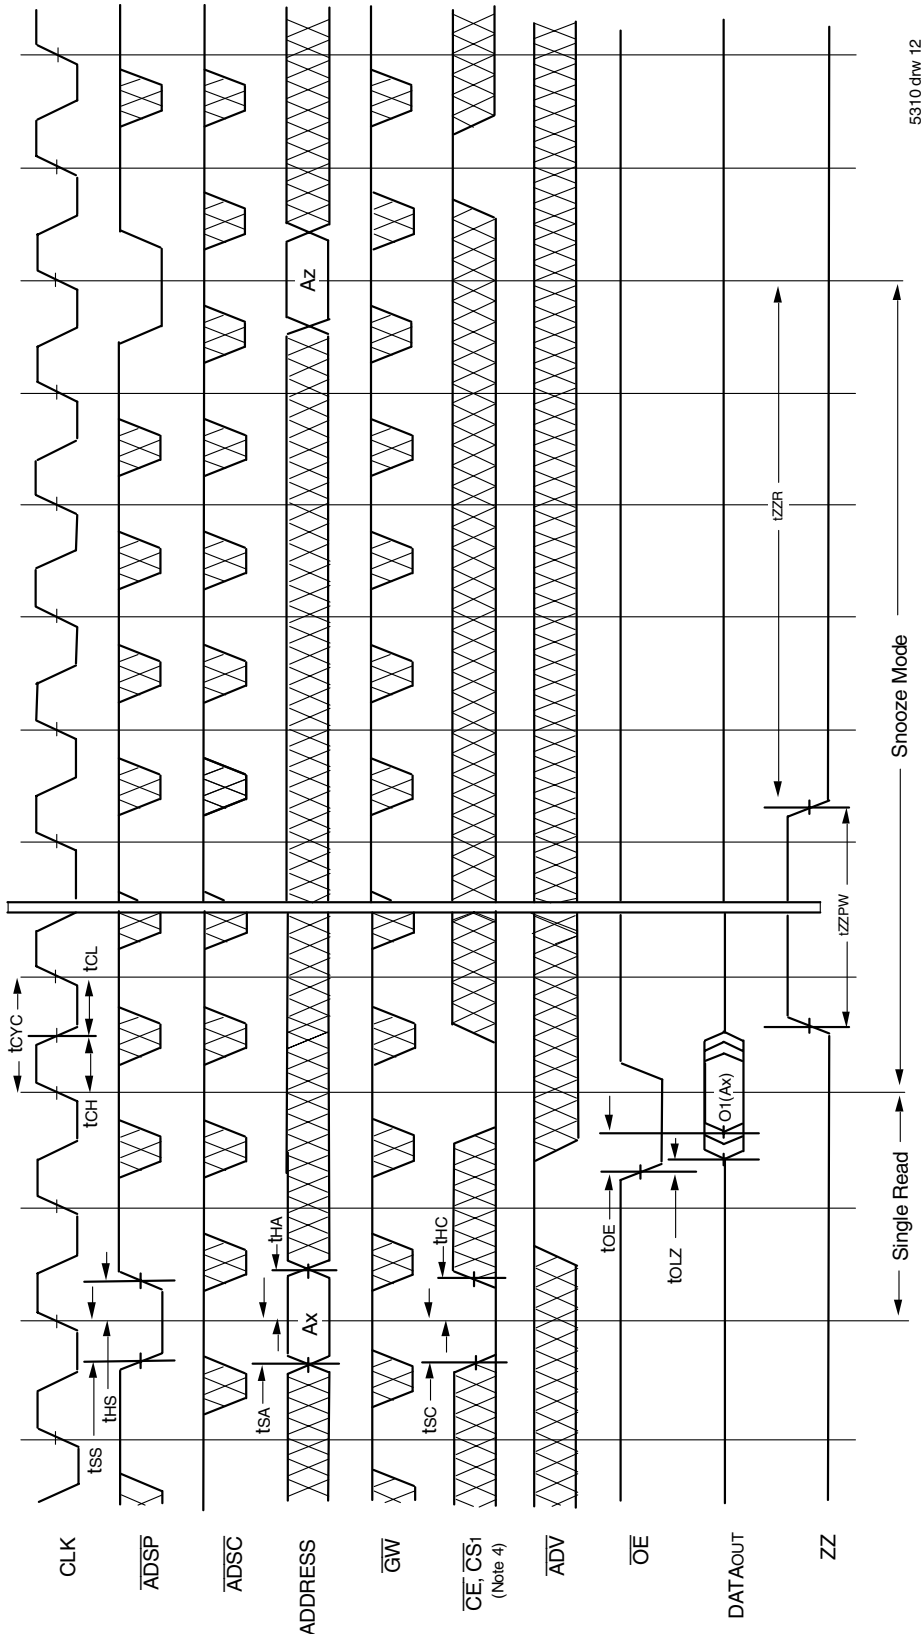 CLK
ADSP
ADSC
ADDRESS
GW
CE, CS1
(Note 4)
ADV
OE
DATAOUT
ZZ
tSS
tHS
tCYC
tCH
tCL
tSA
tHA
Ax
Az
tSC
tHC
tOE
tOLZ
O1(Ax)
tZZPW
tZZR
Single Read
Snooze Mode
5310 drw 12